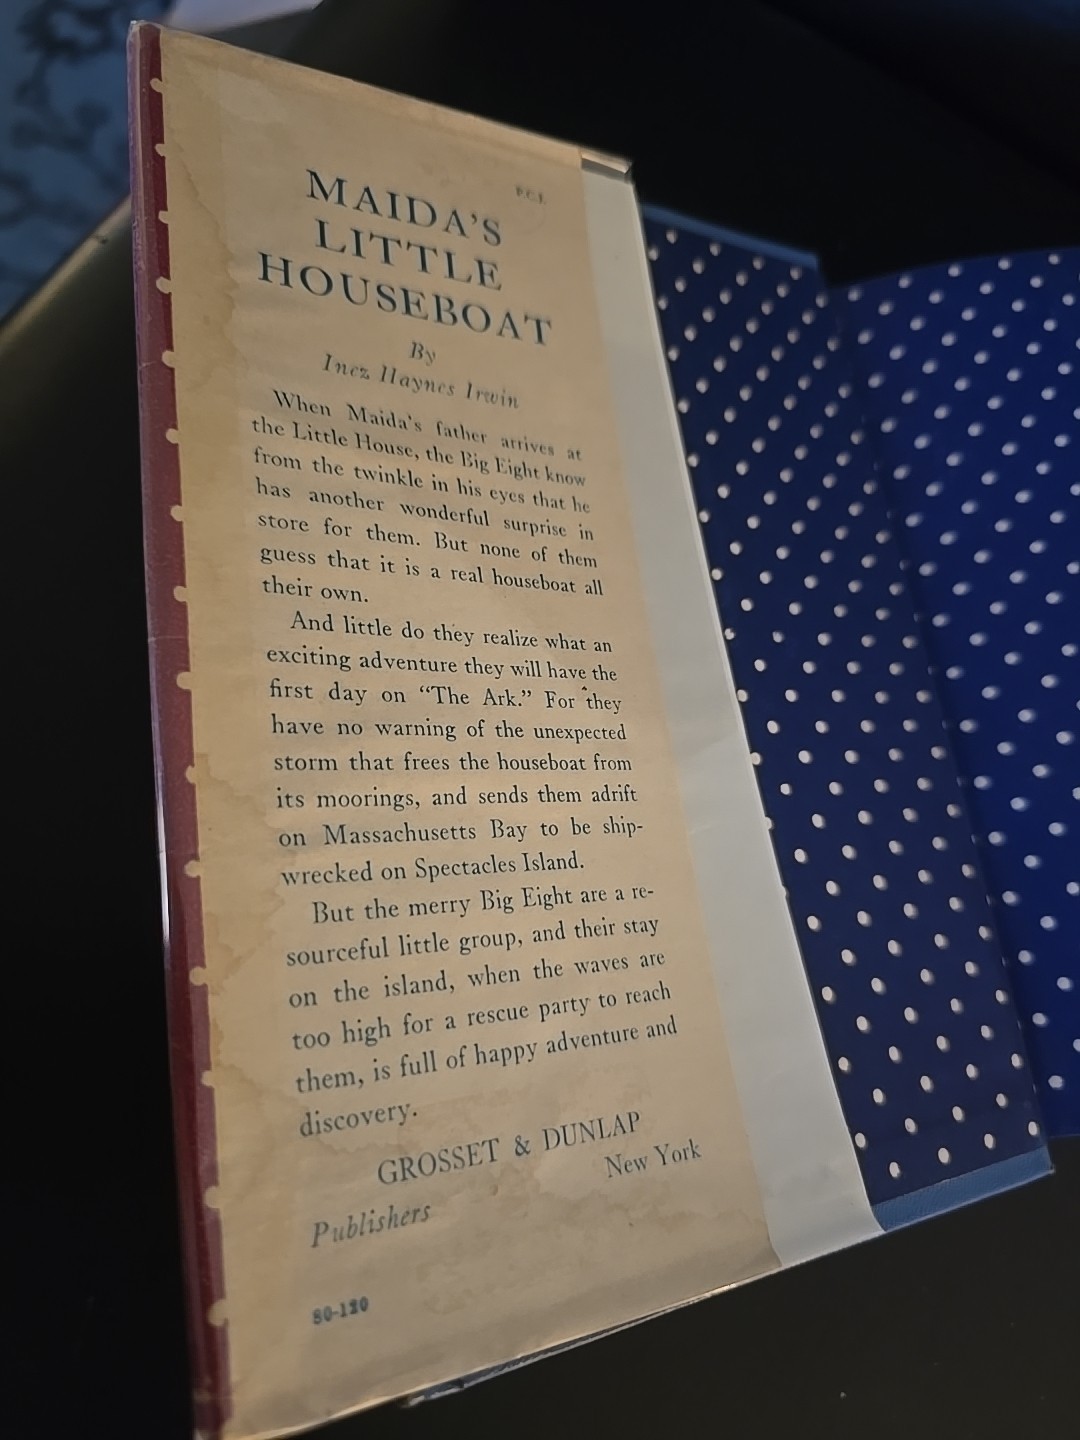 P.C.L.
MAIDA'S
LITTLE
HOUSEBOAT
By
Inez Haynes Irwin
When Maida's father arrives at
the Little House, the Big Eight know
from the twinkle in his eyes that he
has another wonderful surprise in
store for them. But none of them
guess that it is a real houseboat all
their own.
And little do they realize what an
exciting adventure they will have the
first day on “The Ark.” For they
have no warning of the unexpected
storm that frees the houseboat from
its moorings, and sends them adrift
on Massachusetts Bay to be ship-
wrecked on Spectacles Island.
But the merry Big Eight are a re-
sourceful little group, and their stay
on the island, when the waves are
too high for a rescue party to reach
them, is full of happy adventure and
discovery.
GROSSET & DUNLAP
Publishers New York
80-120